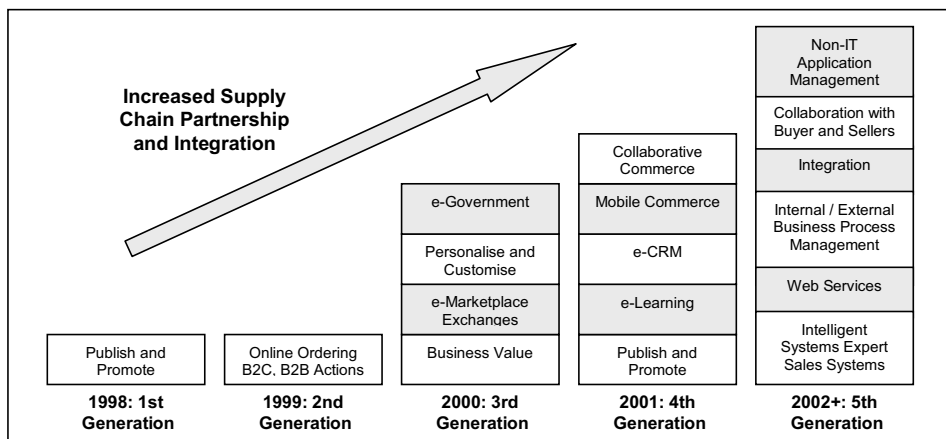 Increased Supply
Chain Partnership
and Integration
Publish and
Promote
1998: 1st
Generation
Online Ordering
B2C, B2B Actions
1999: 2nd
Generation
e-Government
Personalise and
Customise
e-Marketplace
Exchanges
Business Value
2000: 3rd
Generation
Collaborative
Commerce
Mobile Commerce
e-CRM
e-Learning
Publish and
Promote
2001: 4th
Generation
Non-IT
Application
Management
Collaboration with
Buyer and Sellers
Integration
Internal / External
Business Process
Management
Web Services
Intelligent
Systems Expert
Sales Systems
2002+: 5th
Generation